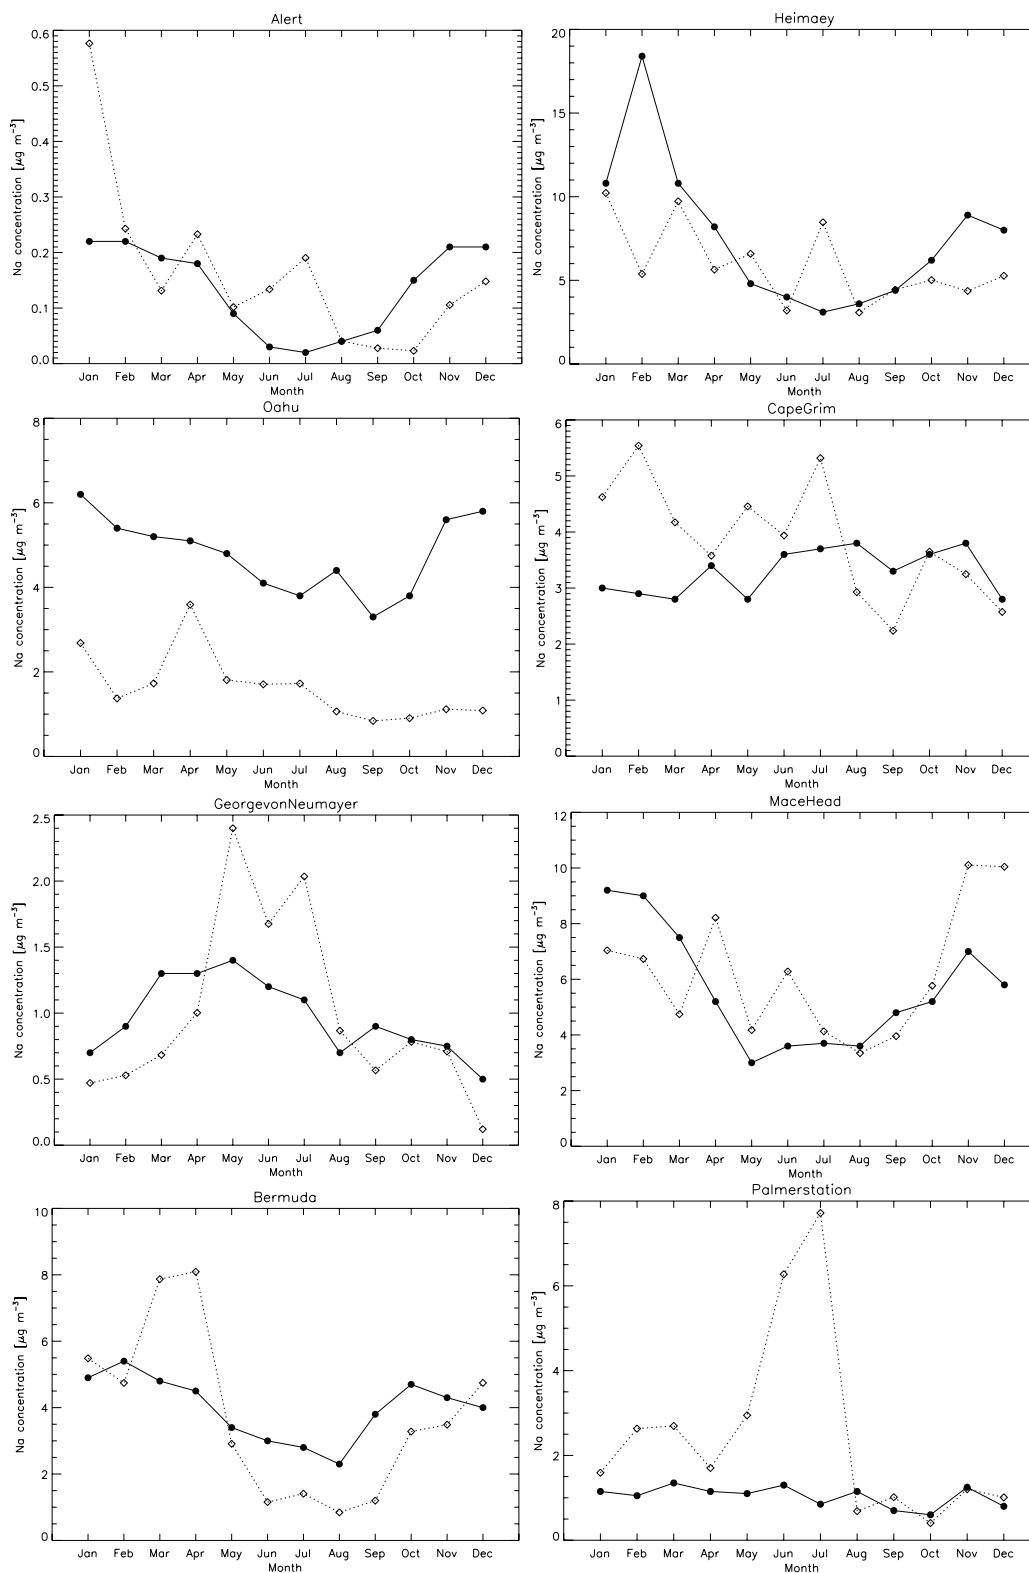 Alert
Na concentration [μg m⁻³]
0.6
0.5
0.4
0.3
0.2
0.1
0.0
Jan Feb Mar Apr May Jun Jul Aug Sep Oct Nov Dec
Month
Heimaey
Na concentration [μg m⁻³]
20
15
10
5
0
Jan Feb Mar Apr May Jun Jul Aug Sep Oct Nov Dec
Month
Oahu
Na concentration [μg m⁻³]
8
6
4
2
0
Jan Feb Mar Apr May Jun Jul Aug Sep Oct Nov Dec
Month
CapeGrim
Na concentration [μg m⁻³]
6
5
4
3
2
1
0
Jan Feb Mar Apr May Jun Jul Aug Sep Oct Nov Dec
Month
GeorgevonNeumayer
Na concentration [μg m⁻³]
2.5
2.0
1.5
1.0
0.5
0.0
Jan Feb Mar Apr May Jun Jul Aug Sep Oct Nov Dec
Month
MaceHead
Na concentration [μg m⁻³]
12
10
8
6
4
2
0
Jan Feb Mar Apr May Jun Jul Aug Sep Oct Nov Dec
Month
Bermuda
Na concentration [μg m⁻³]
10
8
6
4
2
0
Jan Feb Mar Apr May Jun Jul Aug Sep Oct Nov Dec
Month
Palmerstation
Na concentration [μg m⁻³]
8
6
4
2
0
Jan Feb Mar Apr May Jun Jul Aug Sep Oct Nov Dec
Month